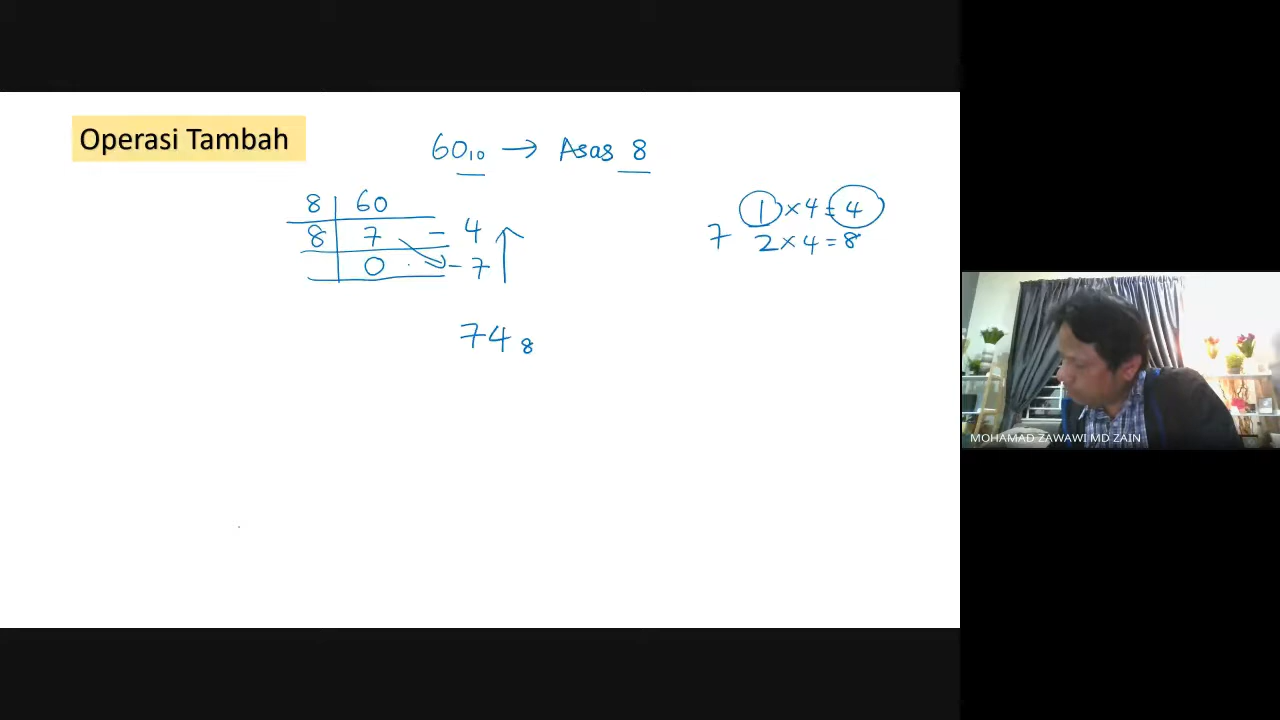 Operasi Tambah
60₁₀ → Asas 8
8 | 60
8 | 7 – 4
0 – 7
74₈
1 × 4 = 4
7
2 × 4 = 8
MOHAMAD ZAWAWI MD ZAIN